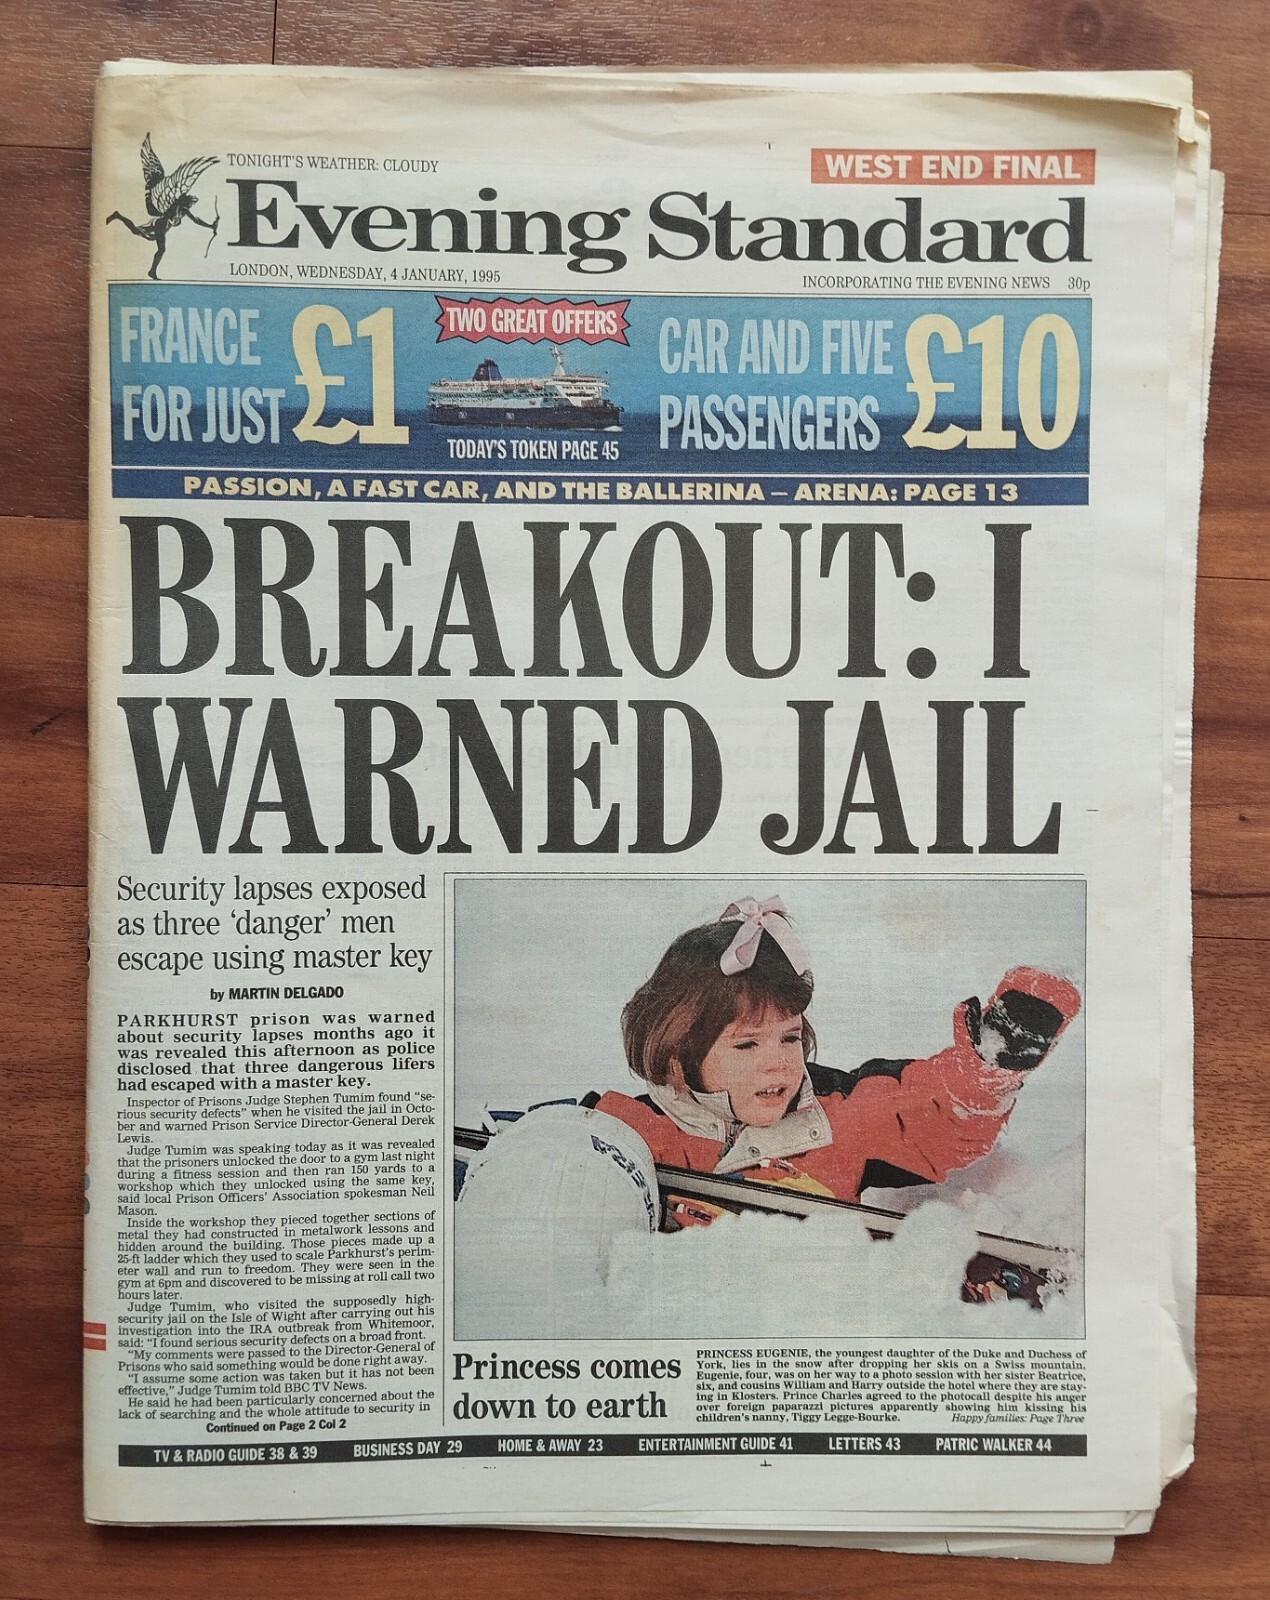 TONIGHT'S WEATHER: CLOUDY
WEST END FINAL
Evening Standard
LONDON, WEDNESDAY, 4 JANUARY, 1995
INCORPORATING THE EVENING NEWS 30p
FRANCE
FOR JUST
£1
TWO GREAT OFFERS
TODAY'S TOKEN PAGE 45
CAR AND FIVE
PASSENGERS
£10
PASSION, A FAST CAR, AND THE BALLERINA – ARENA: PAGE 13
BREAKOUT: I
WARNED JAIL
Security lapses exposed
as three 'danger' men
escape using master key
by MARTIN DELGADO
PARKHURST prison was warned
about security lapses months ago it
was revealed this afternoon as police
disclosed that three dangerous lifers
had escaped with a master key.
Inspector of Prisons Judge Stephen Tumim found "se-
rious security defects" when he visited the jail in Octo-
ber and warned Prison Service Director-General Derek
Lewis.
Judge Tumim was speaking today as it was revealed
that the prisoners unlocked the door to a gym last night
during a fitness session and then ran 150 yards to a
workshop which they unlocked using the same key,
said local Prison Officers' Association spokesman Neil
Mason.
Inside the workshop they pieced together sections of
metal they had constructed in metalwork lessons and
hidden around the building. Those pieces made up a
25-ft ladder which they used to scale Parkhurst's perim-
eter wall and run to freedom. They were seen in the
gym at 6pm and discovered to be missing at roll call two
hours later.
Judge Tumim, who visited the supposedly high-
security jail on the Isle of Wight after carrying out his
investigation into the IRA outbreak from Whitemoor,
said: "I found serious security defects on a broad front.
"My comments were passed to the Director-General of
Prisons who said something would be done right away.
"I assume some action was taken but it has not been
effective," Judge Tumim told BBC TV News.
He said he had been particularly concerned about the
lack of searching and the whole attitude to security in
Continued on Page 2 Col 2
Princess comes
down to earth
PRINCESS EUGENIE, the youngest daughter of the Duke and Duchess of
York, lies in the snow after dropping her skis on a Swiss mountain.
Eugenie, four, was on her way to a photo session with her sister Beatrice,
six, and cousins William and Harry outside the hotel where they are stay-
ing in Klosters. Prince Charles agreed to the photocall despite his anger
over foreign paparazzi pictures apparently showing him kissing his
children's nanny, Tiggy Legge-Bourke. Happy families: Page Three
TV & RADIO GUIDE 38 & 39 BUSINESS DAY 29 HOME & AWAY 23 ENTERTAINMENT GUIDE 41 LETTERS 43 PATRIC WALKER 44